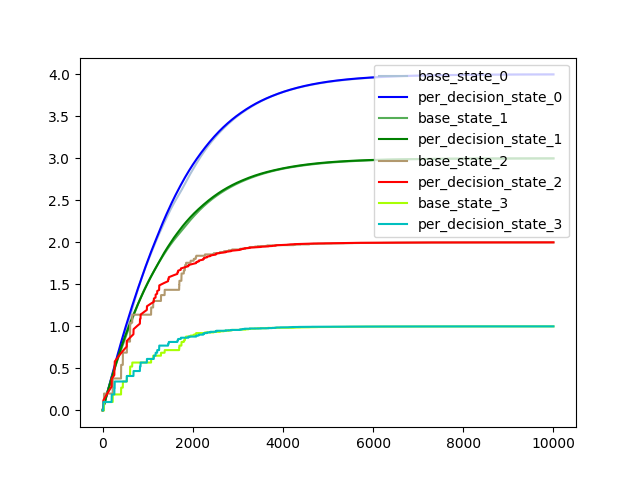 4.0
3.5
3.0
2.5
2.0
1.5
1.0
0.5
0.0
base_state_0
per_decision_state_0
base_state_1
per_decision_state_1
base_state_2
per_decision_state_2
base_state_3
per_decision_state_3
0 2000 4000 6000 8000 10000